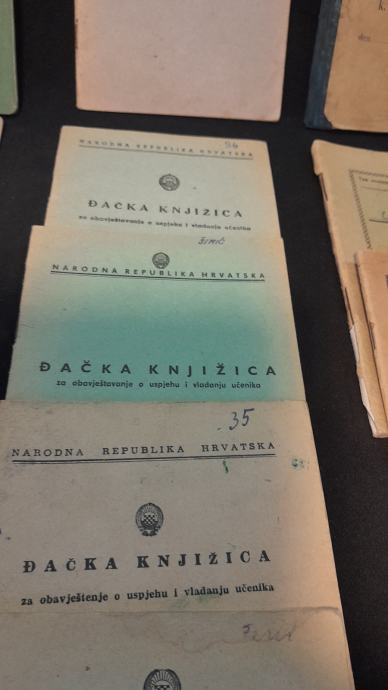 K.
NARODNA REPUBLIKA HRVATSKA
ĐAČKA KNJIŽICA
za obavještavanje o uspjehu i vladanju učenika
NARODNA REPUBLIKA HRVATSKA
ĐAČKA KNJIŽICA
za obavještavanje o uspjehu i vladanju učenika
35
NARODNA REPUBLIKA HRVATSKA
ĐAČKA KNJIŽICA
za obavještenje o uspjehu i vladanju učenika